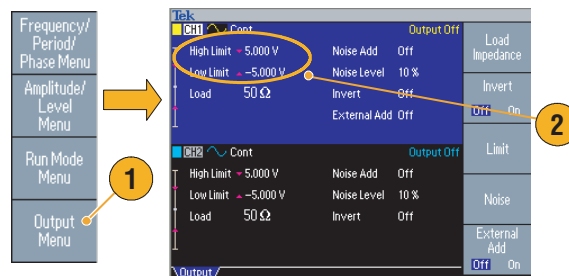 Frequency/
Period/
Phase Menu
Amplitude/
Level
Menu
Run Mode
Menu
Output
Menu
1
Tek
CH1 Cont Output Off
High Limit 5.000 V Noise Add Off
Low Limit -5.000 V Noise Level 10 %
Load 50 Ω Invert Off
External Add Off
CH2 Cont Output Off
High Limit 5.000 V Noise Add Off
Low Limit -5.000 V Noise Level 10 %
Load 50 Ω Invert Off
Output
Load
Impedance
Invert
Off On
Limit
Noise
External
Add
Off On
2